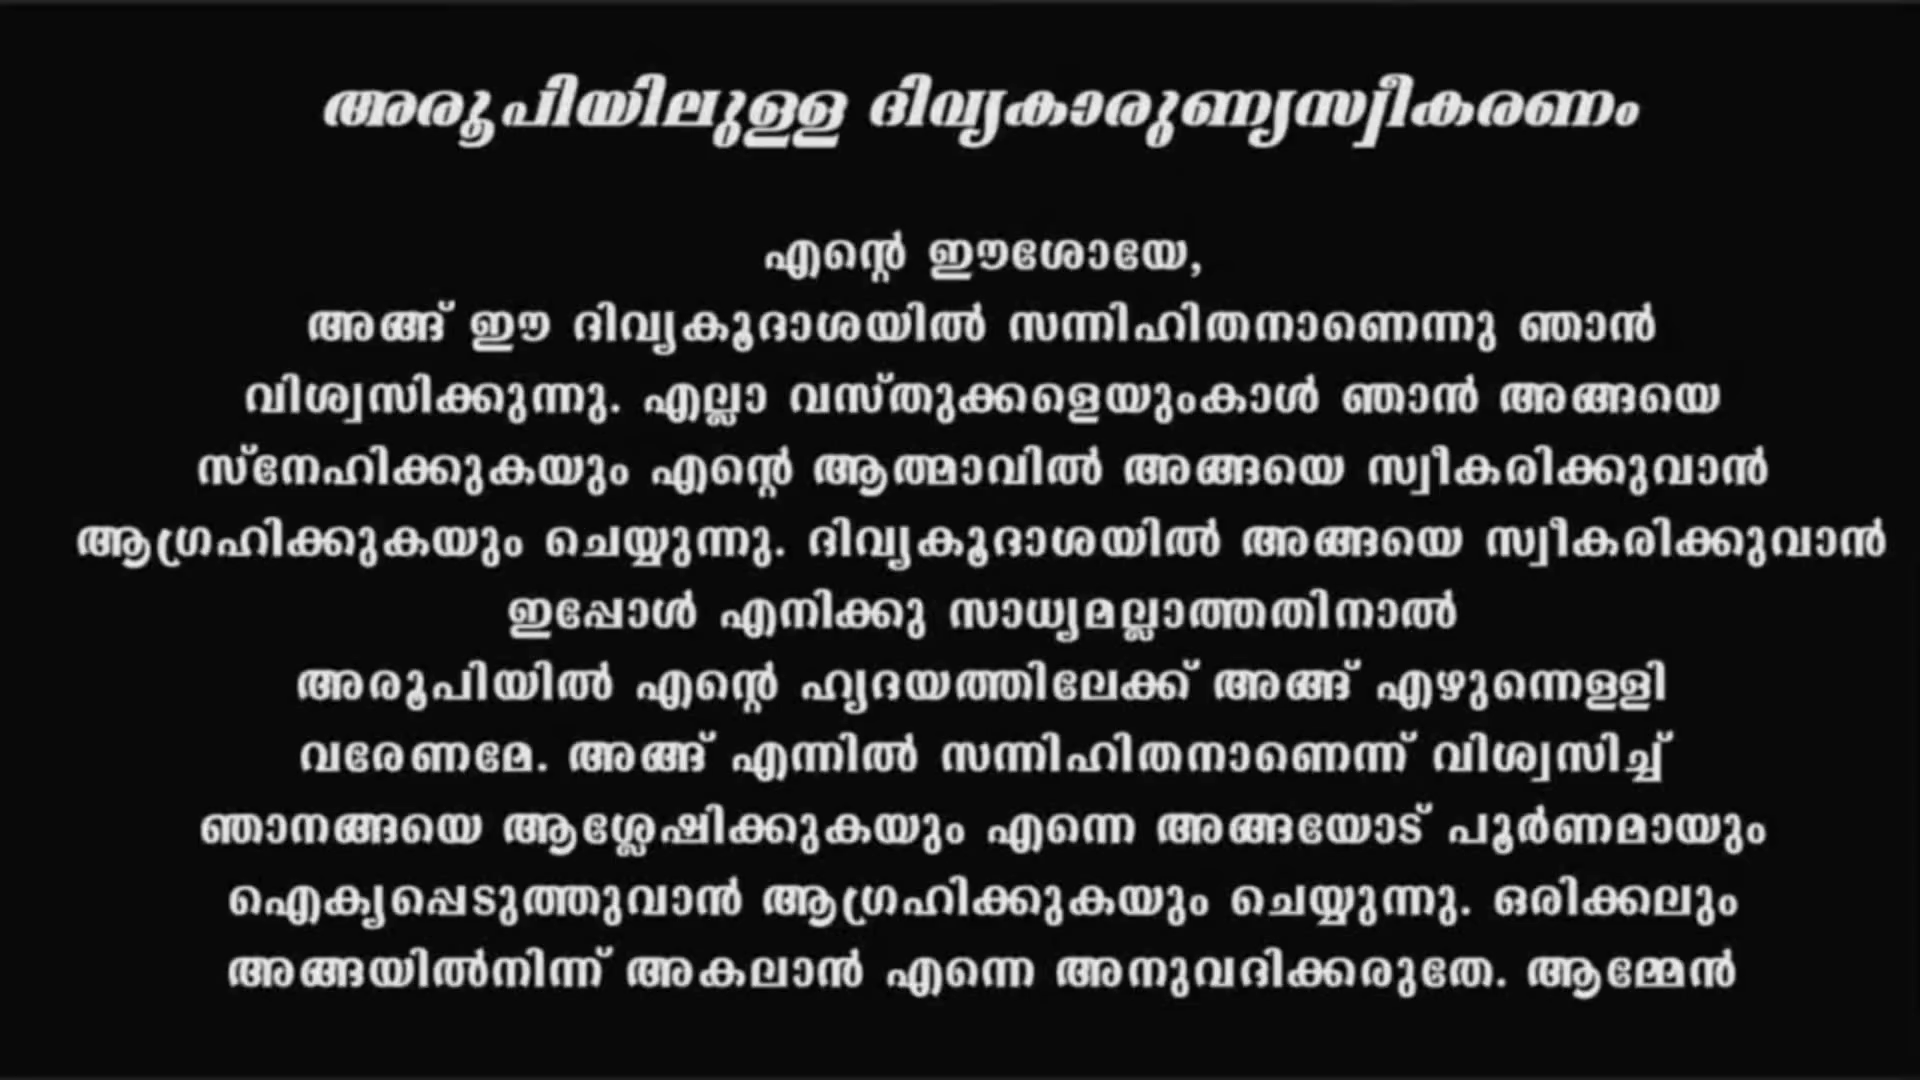 അരൂപിയിലുള്ള ദിവ്യകാരുണ്യസ്വീകരണം
എന്റെ ഈശോയേ,
അങ്ങ് ഈ ദിവ്യകൂദാശയിൽ സന്നിഹിതനാണെന്നു ഞാൻ
വിശ്വസിക്കുന്നു. എല്ലാ വസ്തുക്കളെയുംകാൾ ഞാൻ അങ്ങയെ
സ്നേഹിക്കുകയും എന്റെ ആത്മാവിൽ അങ്ങയെ സ്വീകരിക്കുവാൻ
ആഗ്രഹിക്കുകയും ചെയ്യുന്നു. ദിവ്യകൂദാശയിൽ അങ്ങയെ സ്വീകരിക്കുവാൻ
ഇപ്പോൾ എനിക്കു സാധ്യമല്ലാത്തതിനാൽ
അരൂപിയിൽ എന്റെ ഹൃദയത്തിലേക്ക് അങ്ങ് എഴുന്നെള്ളി
വരേണമേ. അങ്ങ് എന്നിൽ സന്നിഹിതനാണെന്ന് വിശ്വസിച്ച്
ഞാനങ്ങയെ ആശ്ലേഷിക്കുകയും എന്നെ അങ്ങയോട് പൂർണമായും
ഐക്യപ്പെടുത്തുവാൻ ആഗ്രഹിക്കുകയും ചെയ്യുന്നു. ഒരിക്കലും
അങ്ങയിൽനിന്ന് അകലാൻ എന്നെ അനുവദിക്കരുതേ. ആമ്മേൻ